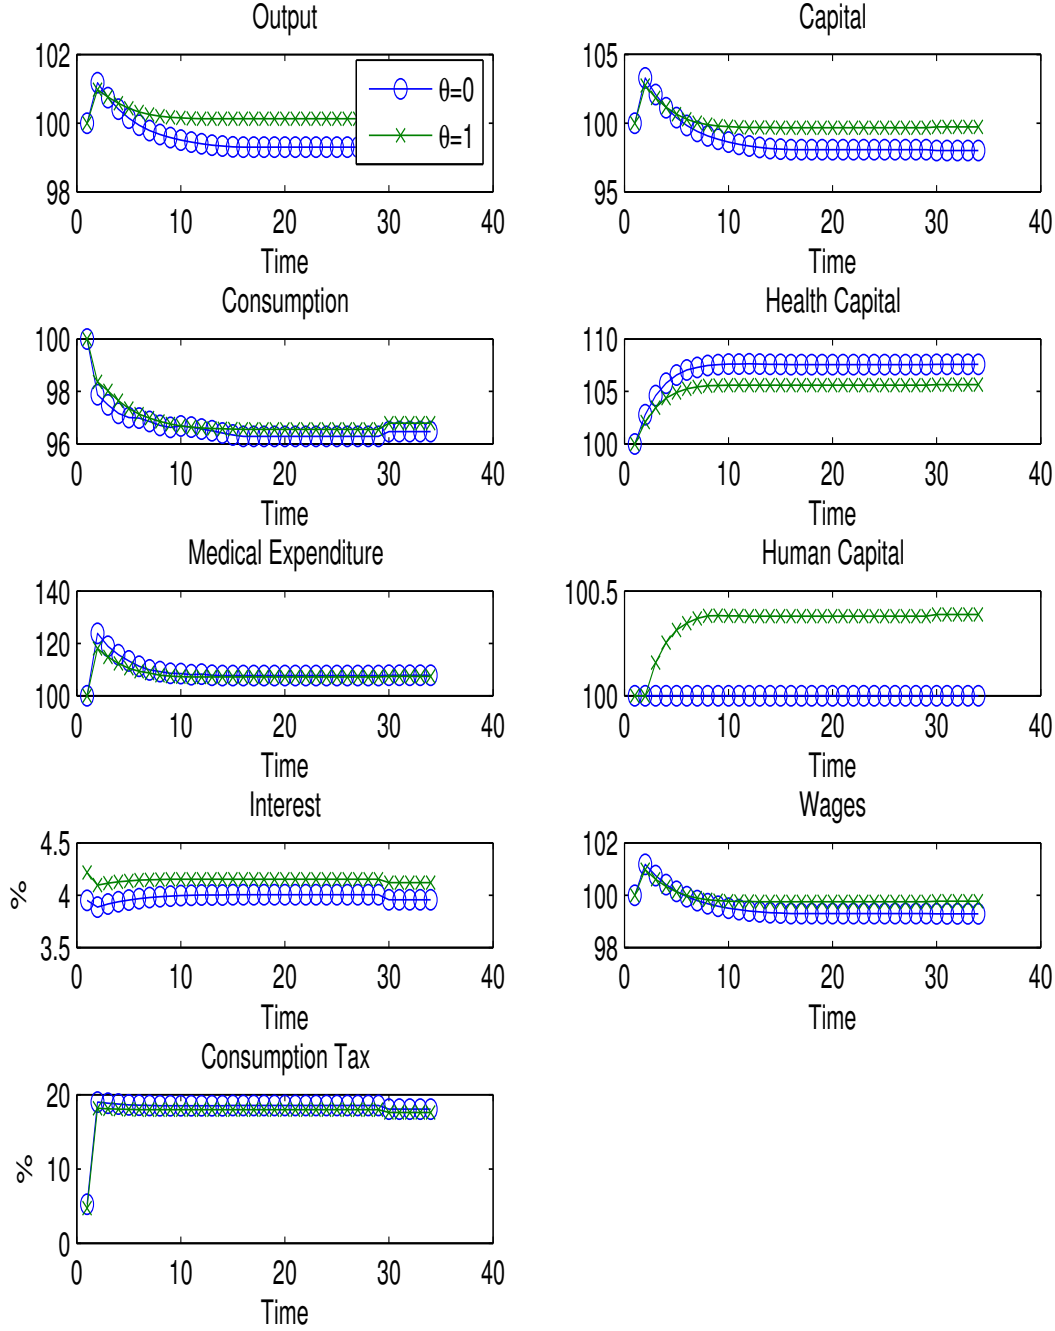 Output
102
100
98
0 10 20 30 40
Time
θ=0
θ=1
Capital
105
100
95
0 10 20 30 40
Time
Consumption
100
98
96
0 10 20 30 40
Time
Health Capital
110
105
100
0 10 20 30 40
Time
Medical Expenditure
140
120
100
0 10 20 30 40
Time
Human Capital
100.5
100
0 10 20 30 40
Time
Interest
%
4.5
4
3.5
0 10 20 30 40
Time
Wages
102
100
98
0 10 20 30 40
Time
Consumption Tax
%
20
10
0
0 10 20 30 40
Time